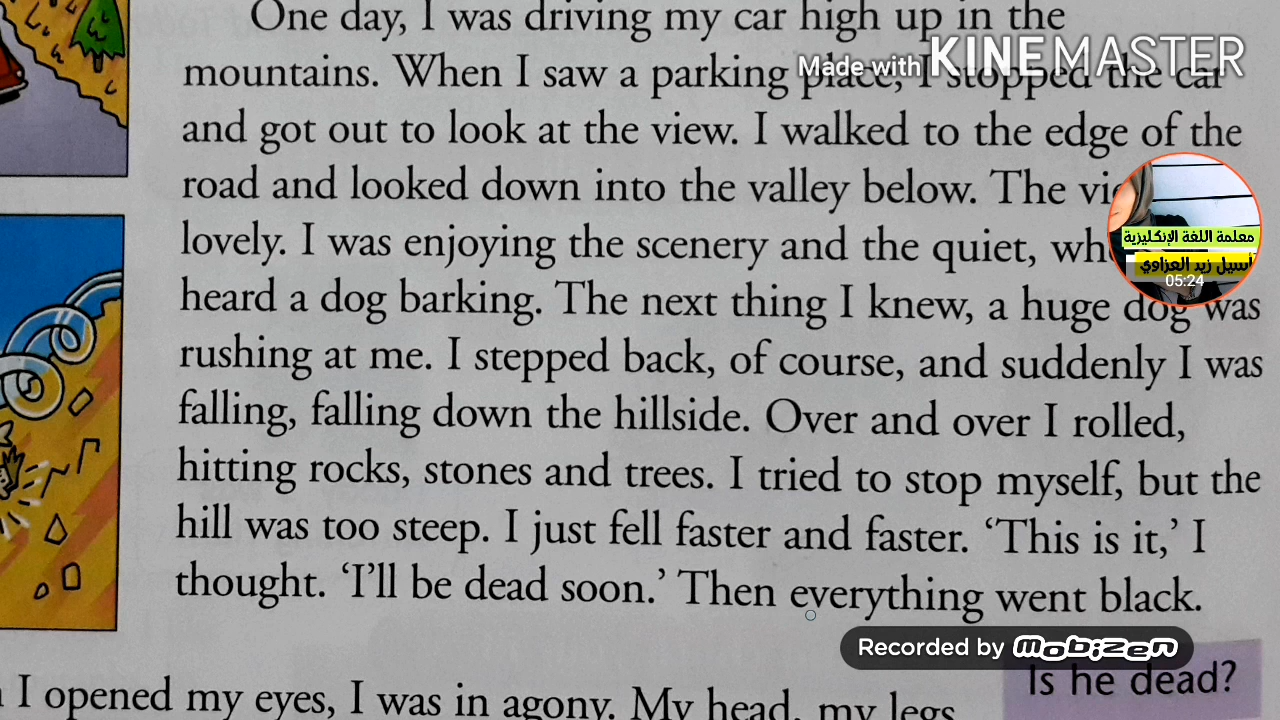 One day, I was driving my car high up in the
Made with KINEMASTER
mountains. When I saw a parking place, I stopped the car
and got out to look at the view. I walked to the edge of the
road and looked down into the valley below. The
lovely. I was enjoying the scenery and the quiet,
معلمة اللغة الإنكليزية
أسيل زيد العزاوي
05:24
heard a dog barking. The next thing I knew, a huge dog was
rushing at me. I stepped back, of course, and suddenly I was
falling, falling down the hillside. Over and over I rolled,
hitting rocks, stones and trees. I tried to stop myself, but the
hill was too steep. I just fell faster and faster. ‘This is it,’ I
thought. ‘I’ll be dead soon.’ Then everything went black.
Recorded by MOBIZEN
Is he dead?
I opened my eyes, I was in agony. My head, my legs